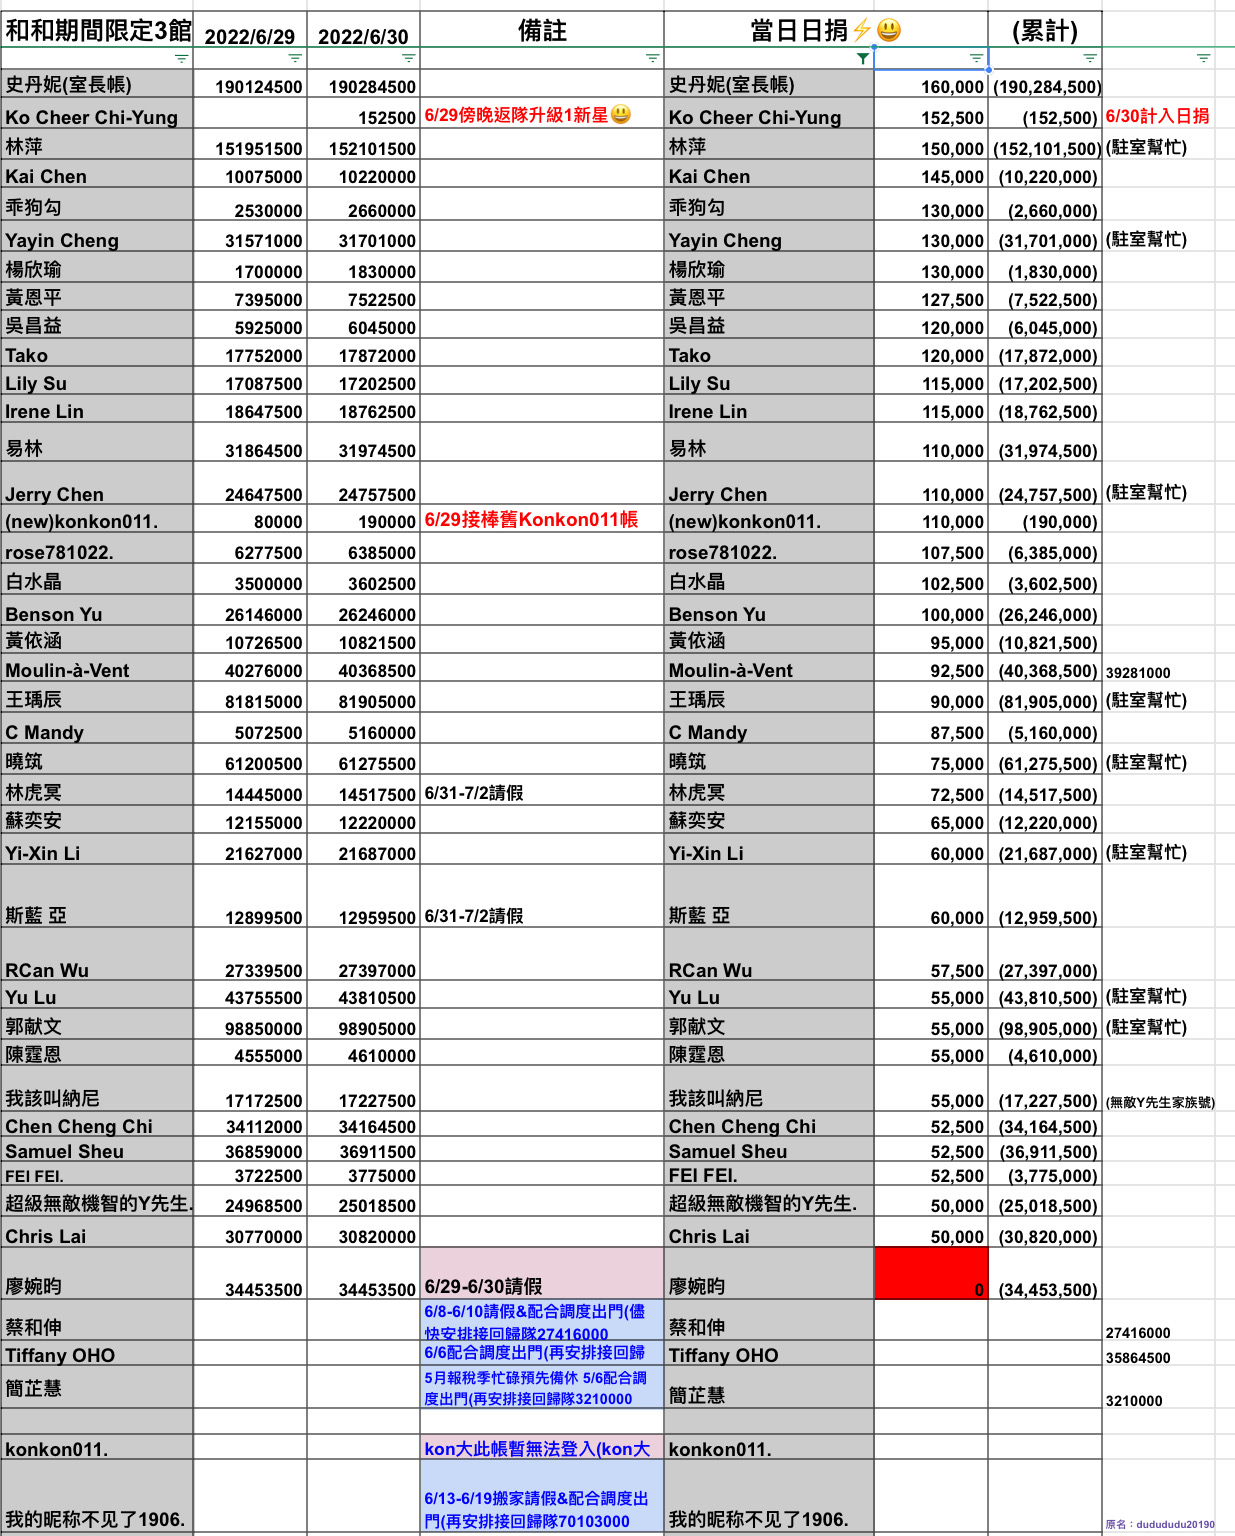 和和期間限定3館 2022/6/29 2022/6/30 備註 當日日捐⚡😃 (累計)
史丹妮(室長帳) 190124500 190284500 史丹妮(室長帳) 160,000 (190,284,500)
Ko Cheer Chi-Yung 152500 6/29傍晚返隊升級1新星😃 Ko Cheer Chi-Yung 152,500 (152,500) 6/30計入日捐
林萍 151951500 152101500 林萍 150,000 (152,101,500) (駐室幫忙)
Kai Chen 10075000 10220000 Kai Chen 145,000 (10,220,000)
乖狗勾 2530000 2660000 乖狗勾 130,000 (2,660,000)
Yayin Cheng 31571000 31701000 Yayin Cheng 130,000 (31,701,000) (駐室幫忙)
楊欣瑜 1700000 1830000 楊欣瑜 130,000 (1,830,000)
黃恩平 7395000 7522500 黃恩平 127,500 (7,522,500)
吳昌益 5925000 6045000 吳昌益 120,000 (6,045,000)
Tako 17752000 17872000 Tako 120,000 (17,872,000)
Lily Su 17087500 17202500 Lily Su 115,000 (17,202,500)
Irene Lin 18647500 18762500 Irene Lin 115,000 (18,762,500)
易林 31864500 31974500 易林 110,000 (31,974,500)
Jerry Chen 24647500 24757500 Jerry Chen 110,000 (24,757,500) (駐室幫忙)
(new)konkon011. 80000 190000 6/29接棒舊Konkon011帳 (new)konkon011. 110,000 (190,000)
rose781022. 6277500 6385000 rose781022. 107,500 (6,385,000)
白水晶 3500000 3602500 白水晶 102,500 (3,602,500)
Benson Yu 26146000 26246000 Benson Yu 100,000 (26,246,000)
黃依涵 10726500 10821500 黃依涵 95,000 (10,821,500)
Moulin-à-Vent 40276000 40368500 Moulin-à-Vent 92,500 (40,368,500) 39281000
王瑀辰 81815000 81905000 王瑀辰 90,000 (81,905,000) (駐室幫忙)
C Mandy 5072500 5160000 C Mandy 87,500 (5,160,000)
曉筑 61200500 61275500 曉筑 75,000 (61,275,500) (駐室幫忙)
林虎冥 14445000 14517500 6/31-7/2請假 林虎冥 72,500 (14,517,500)
蘇奕安 12155000 12220000 蘇奕安 65,000 (12,220,000)
Yi-Xin Li 21627000 21687000 Yi-Xin Li 60,000 (21,687,000) (駐室幫忙)
斯藍 亞 12899500 12959500 6/31-7/2請假 斯藍 亞 60,000 (12,959,500)
RCan Wu 27339500 27397000 RCan Wu 57,500 (27,397,000)
Yu Lu 43755500 43810500 Yu Lu 55,000 (43,810,500) (駐室幫忙)
郭献文 98850000 98905000 郭献文 55,000 (98,905,000) (駐室幫忙)
陳霆恩 4555000 4610000 陳霆恩 55,000 (4,610,000)
我該叫納尼 17172500 17227500 我該叫納尼 55,000 (17,227,500) (無敵Y先生家族號)
Chen Cheng Chi 34112000 34164500 Chen Cheng Chi 52,500 (34,164,500)
Samuel Sheu 36859000 36911500 Samuel Sheu 52,500 (36,911,500)
FEI FEI. 3722500 3775000 FEI FEI. 52,500 (3,775,000)
超級無敵機智的Y先生. 24968500 25018500 超級無敵機智的Y先生. 50,000 (25,018,500)
Chris Lai 30770000 30820000 Chris Lai 50,000 (30,820,000)
廖婉昀 34453500 34453500 6/29-6/30請假 廖婉昀 0 (34,453,500)
6/8-6/10請假&配合調度出門(儘
蔡和伸 快安排接回歸隊27416000 蔡和伸 27416000
Tiffany OHO 6/6配合調度出門(再安排接回歸 Tiffany OHO 35864500
5月報稅季忙碌預先備休 5/6配合調
簡芷慧 度出門(再安排接回歸隊3210000 簡芷慧 3210000
konkon011. kon大此帳暫無法登入(kon大 konkon011.
6/13-6/19搬家請假&配合調度出
我的昵称不见了1906. 門(再安排接回歸隊70103000 我的昵称不见了1906. 原名：dudududu20190